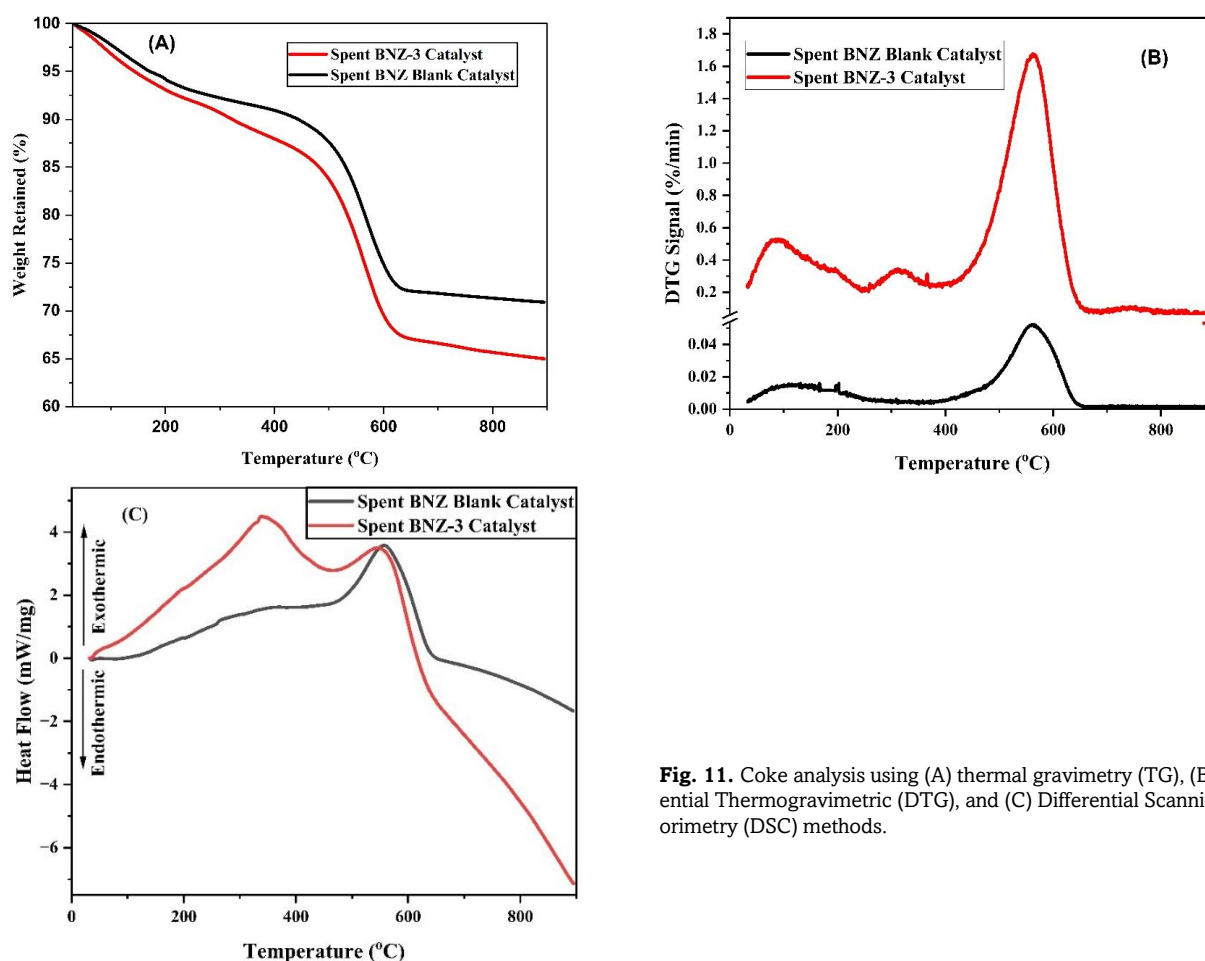 (A)
Spent BNZ-3 Catalyst
Spent BNZ Blank Catalyst
Weight Retained (%)
100
95
90
85
80
75
70
65
60
200
400
600
800
Temperature (°C)
(B)
Spent BNZ Blank Catalyst
Spent BNZ-3 Catalyst
DTG Signal (%/min)
1.8
1.6
1.4
1.2
1.0
0.8
0.6
0.4
0.2
0.04
0.02
0.00
0
200
400
600
800
Temperature (°C)
(C)
Spent BNZ Blank Catalyst
Spent BNZ-3 Catalyst
Heat Flow (mW/mg)
Exothermic
Endothermic
4
2
0
−2
−4
−6
0
200
400
600
800
Temperature (°C)
Fig. 11. Coke analysis using (A) thermal gravimetry (TG), (B
ential Thermogravimetric (DTG), and (C) Differential Scanni
orimetry (DSC) methods.